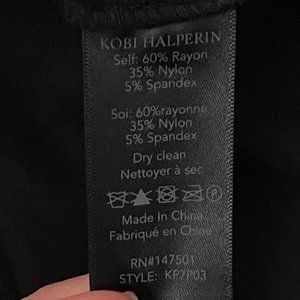 KOBI HALPERIN
Self: 60% Rayon
35% Nylon
5% Spandex
Soi: 60%rayonne
35% Nylon
5% Spandex
Dry clean
Nettoyer à sec
Made In China
Fabriqué en Chine
RN#147501
STYLE: KP7P03